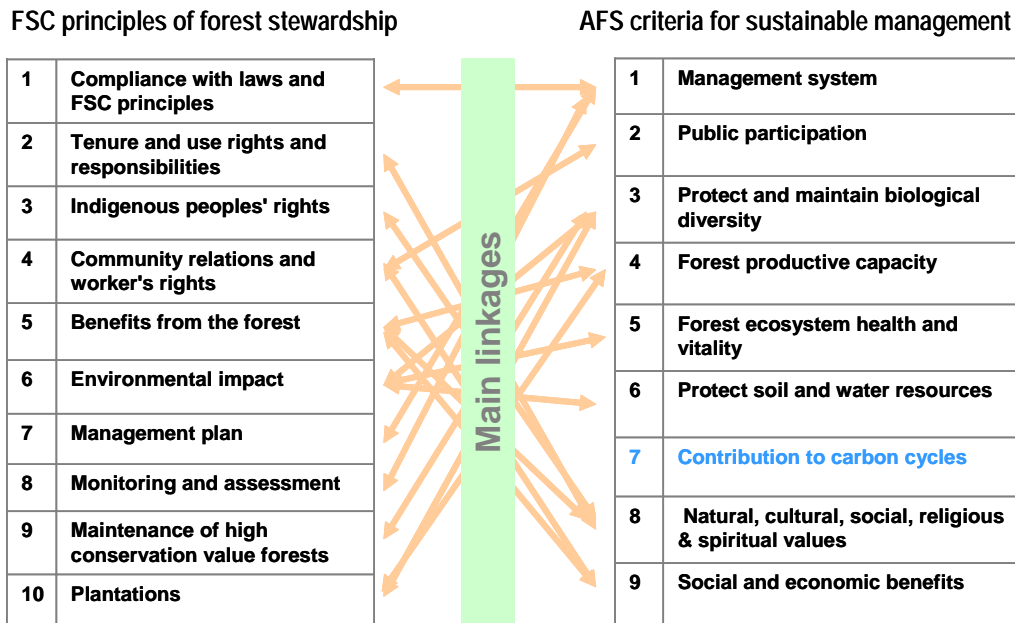 FSC principles of forest stewardship
AFS criteria for sustainable management
1 Compliance with laws and
FSC principles
2 Tenure and use rights and
responsibilities
3 Indigenous peoples' rights
4 Community relations and
worker's rights
5 Benefits from the forest
6 Environmental impact
7 Management plan
8 Monitoring and assessment
9 Maintenance of high
conservation value forests
10 Plantations
Main linkages
1 Management system
2 Public participation
3 Protect and maintain biological
diversity
4 Forest productive capacity
5 Forest ecosystem health and
vitality
6 Protect soil and water resources
7 Contribution to carbon cycles
8 Natural, cultural, social, religious
& spiritual values
9 Social and economic benefits